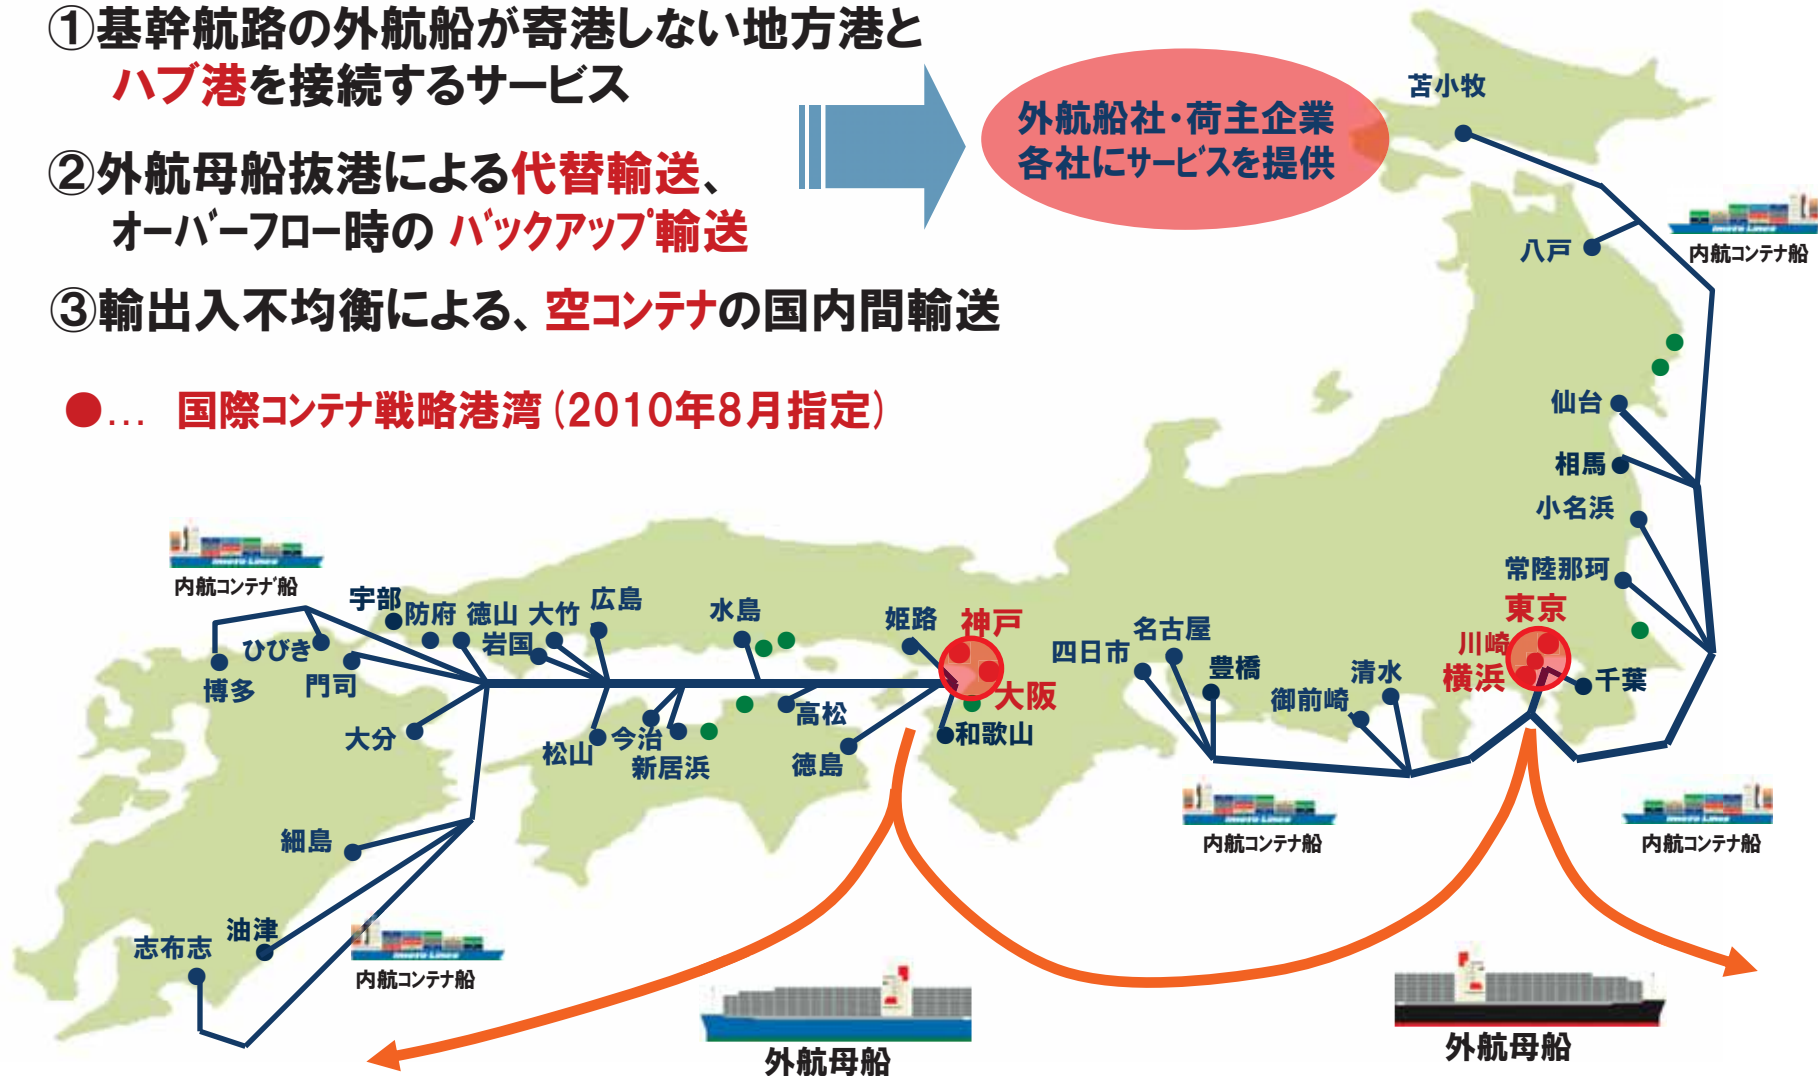 ①基幹航路の外航船が寄港しない地方港と
ハブ港を接続するサービス
②外航母船抜港による代替輸送、
オーバーフロー時の バックアップ輸送
③輸出入不均衡による、空コンテナの国内間輸送
●… 国際コンテナ戦略港湾(2010年8月指定)
外航船社・荷主企業
各社にサービスを提供
苫小牧
八戸
内航コンテナ船
仙台
相馬
小名浜
常陸那珂
東京
川崎
横浜
千葉
内航コンテナ船
宇部
防府
徳山
大竹
広島
岩国
水島
姫路
神戸
大阪
和歌山
四日市
名古屋
豊橋
御前崎
清水
ひびき
博多
門司
大分
松山
今治
新居浜
高松
徳島
細島
油津
志布志
内航コンテナ船
内航コンテナ船
内航コンテナ船
外航母船
外航母船